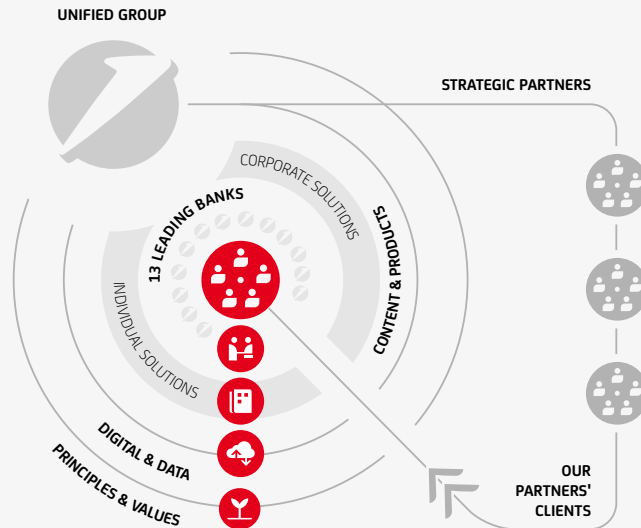 UNIFIED GROUP
STRATEGIC PARTNERS
CORPORATE SOLUTIONS
13 LEADING BANKS
CONTENT & PRODUCTS
INDIVIDUAL SOLUTIONS
DIGITAL & DATA
PRINCIPLES & VALUES
OUR
PARTNERS'
CLIENTS